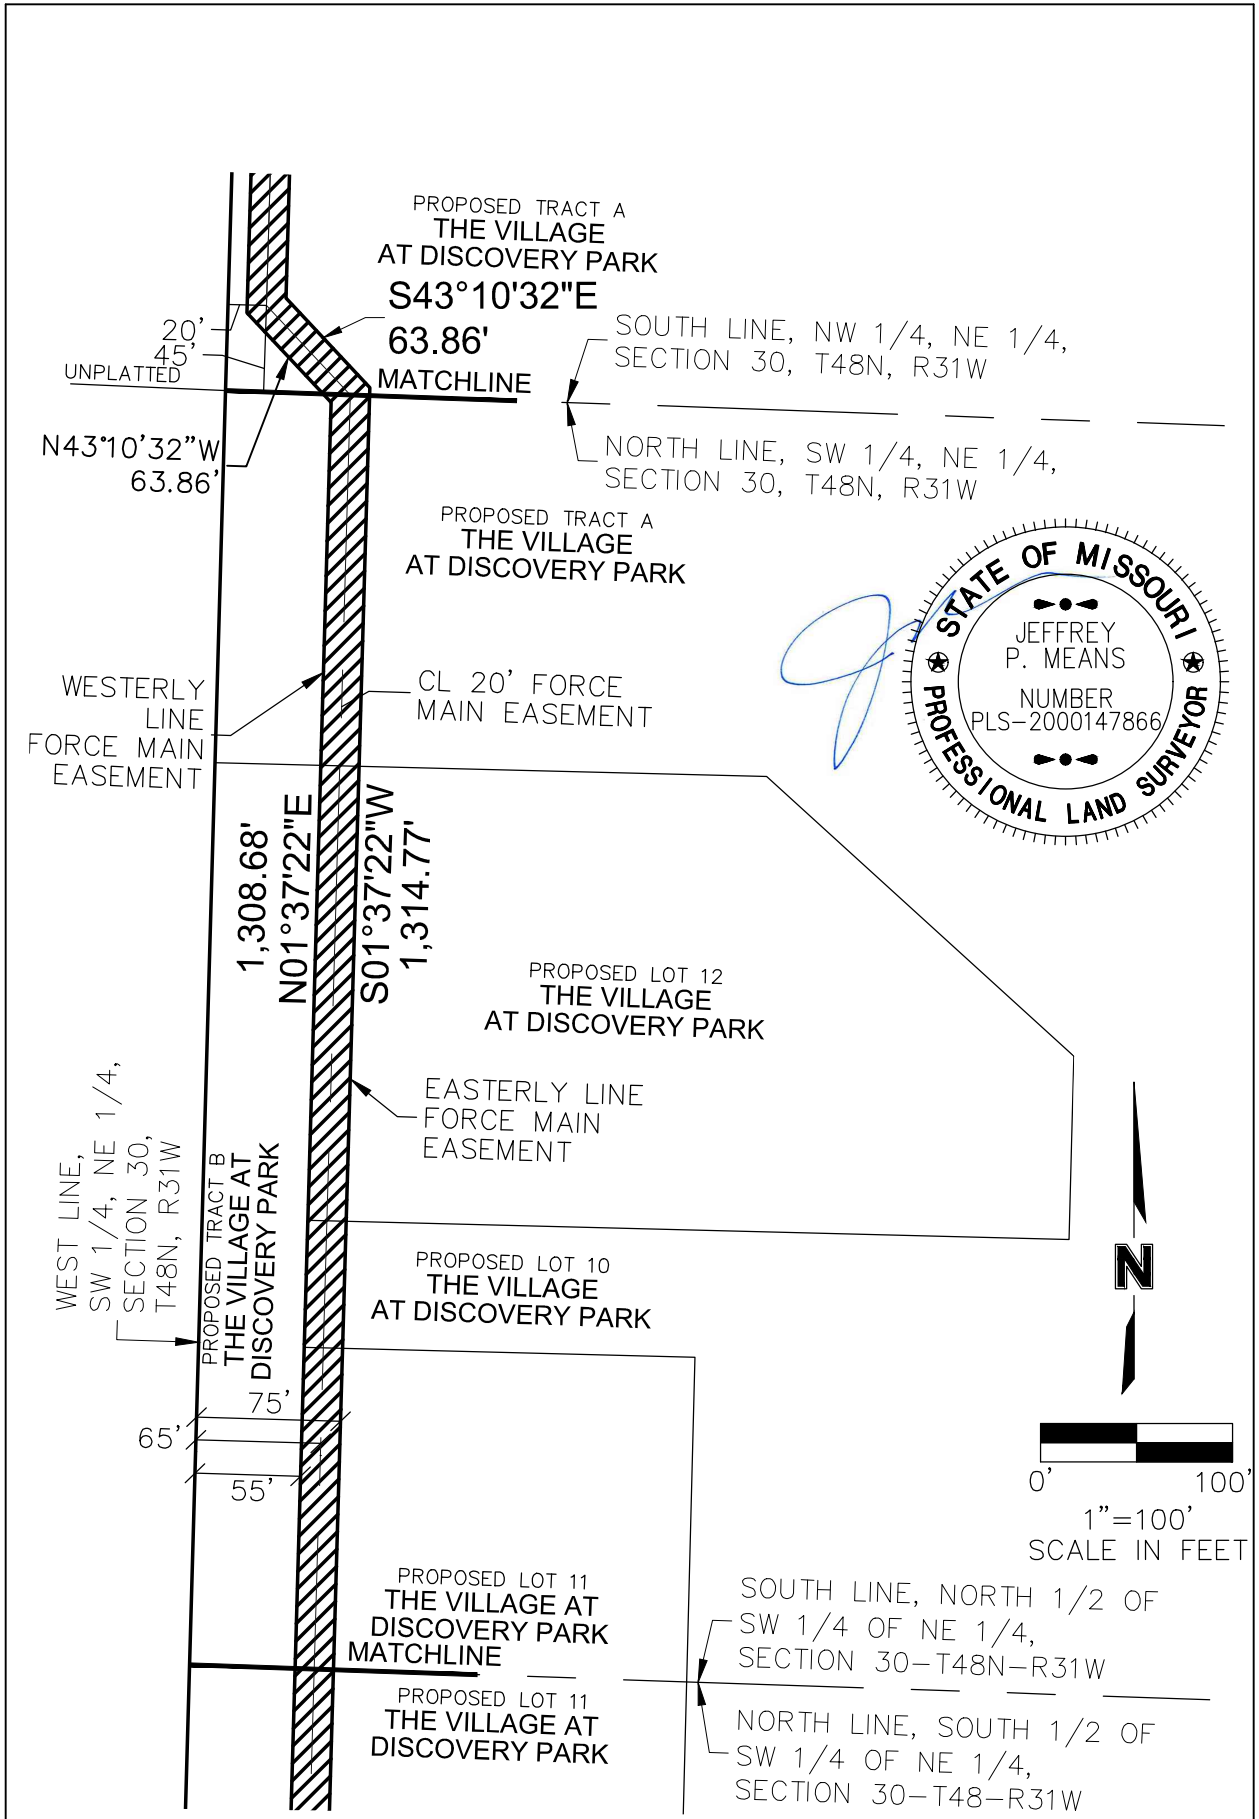 PROPOSED TRACT A
THE VILLAGE
AT DISCOVERY PARK
S43°10'32"E
63.86'
20'
45'
UNPLATTED
MATCHLINE
SOUTH LINE, NW 1/4, NE 1/4,
SECTION 30, T48N, R31W
N43°10'32"W
63.86'
NORTH LINE, SW 1/4, NE 1/4,
SECTION 30, T48N, R31W
PROPOSED TRACT A
THE VILLAGE
AT DISCOVERY PARK
STATE OF MISSOURI
JEFFREY
P. MEANS
NUMBER
PLS-2000147866
PROFESSIONAL LAND SURVEYOR
WESTERLY
LINE
FORCE MAIN
EASEMENT
CL 20' FORCE
MAIN EASEMENT
1,308.68'
N01°37'22"E
S01°37'22"W
1,314.77'
PROPOSED LOT 12
THE VILLAGE
AT DISCOVERY PARK
EASTERLY LINE
FORCE MAIN
EASEMENT
WEST LINE,
SW 1/4, NE 1/4,
SECTION 30,
T48N, R31W
PROPOSED TRACT B
THE VILLAGE AT
DISCOVERY PARK
PROPOSED LOT 10
THE VILLAGE
AT DISCOVERY PARK
N
75'
65'
55'
0' 100'
1"=100'
SCALE IN FEET
PROPOSED LOT 11
THE VILLAGE AT
DISCOVERY PARK
MATCHLINE
SOUTH LINE, NORTH 1/2 OF
SW 1/4 OF NE 1/4,
SECTION 30-T48N-R31W
PROPOSED LOT 11
THE VILLAGE AT
DISCOVERY PARK
NORTH LINE, SOUTH 1/2 OF
SW 1/4 OF NE 1/4,
SECTION 30-T48-R31W